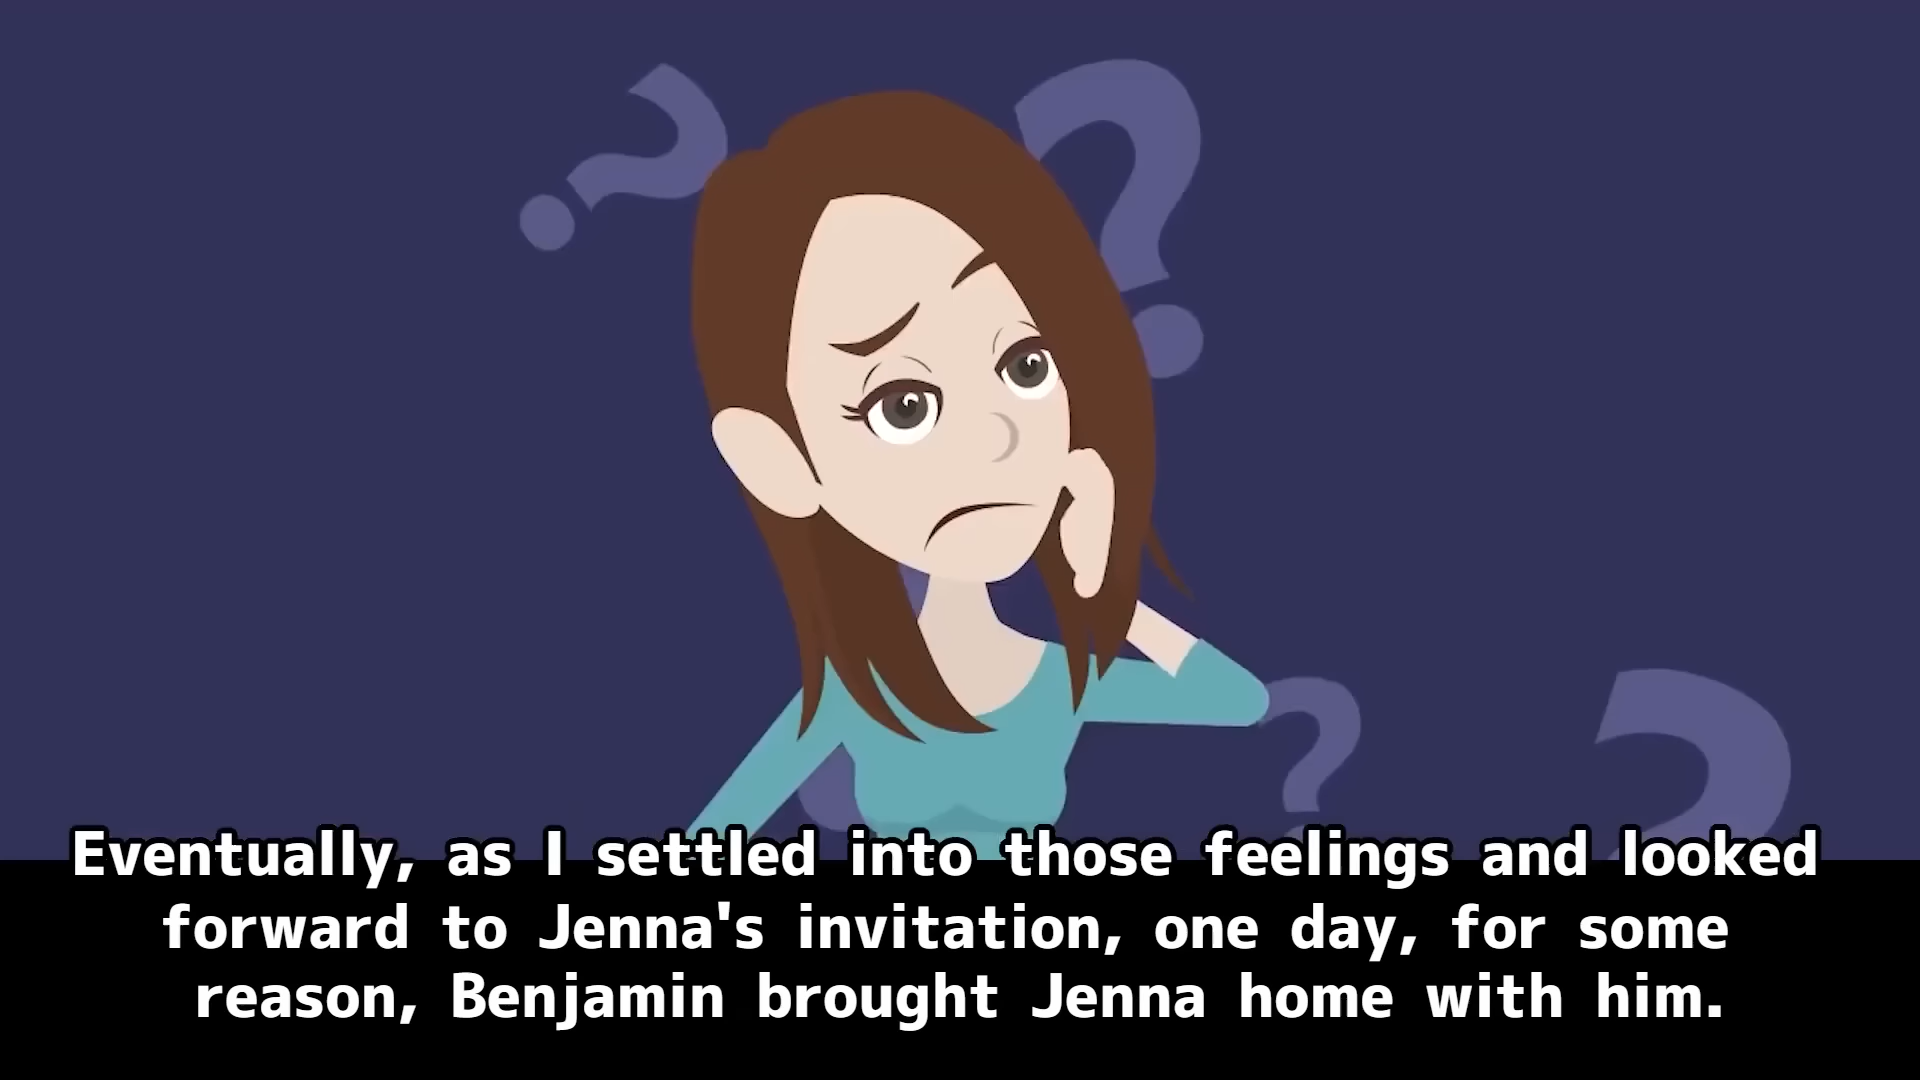 Eventually, as I settled into those feelings and looked
forward to Jenna's invitation, one day, for some
reason, Benjamin brought Jenna home with him.